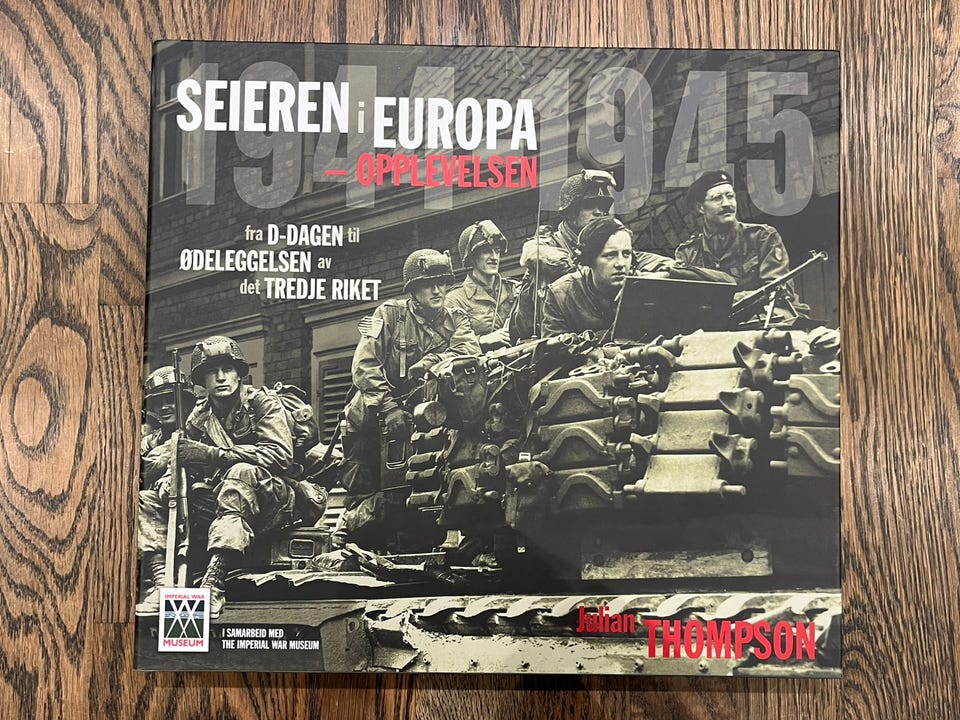 1944-1945
SEIEREN i EUROPA
– OPPLEVELSEN
fra D-DAGEN til
ØDELEGGELSEN av
det TREDJE RIKET
IMPERIAL WAR
MUSEUM
I SAMARBEID MED
THE IMPERIAL WAR MUSEUM
Julian THOMPSON